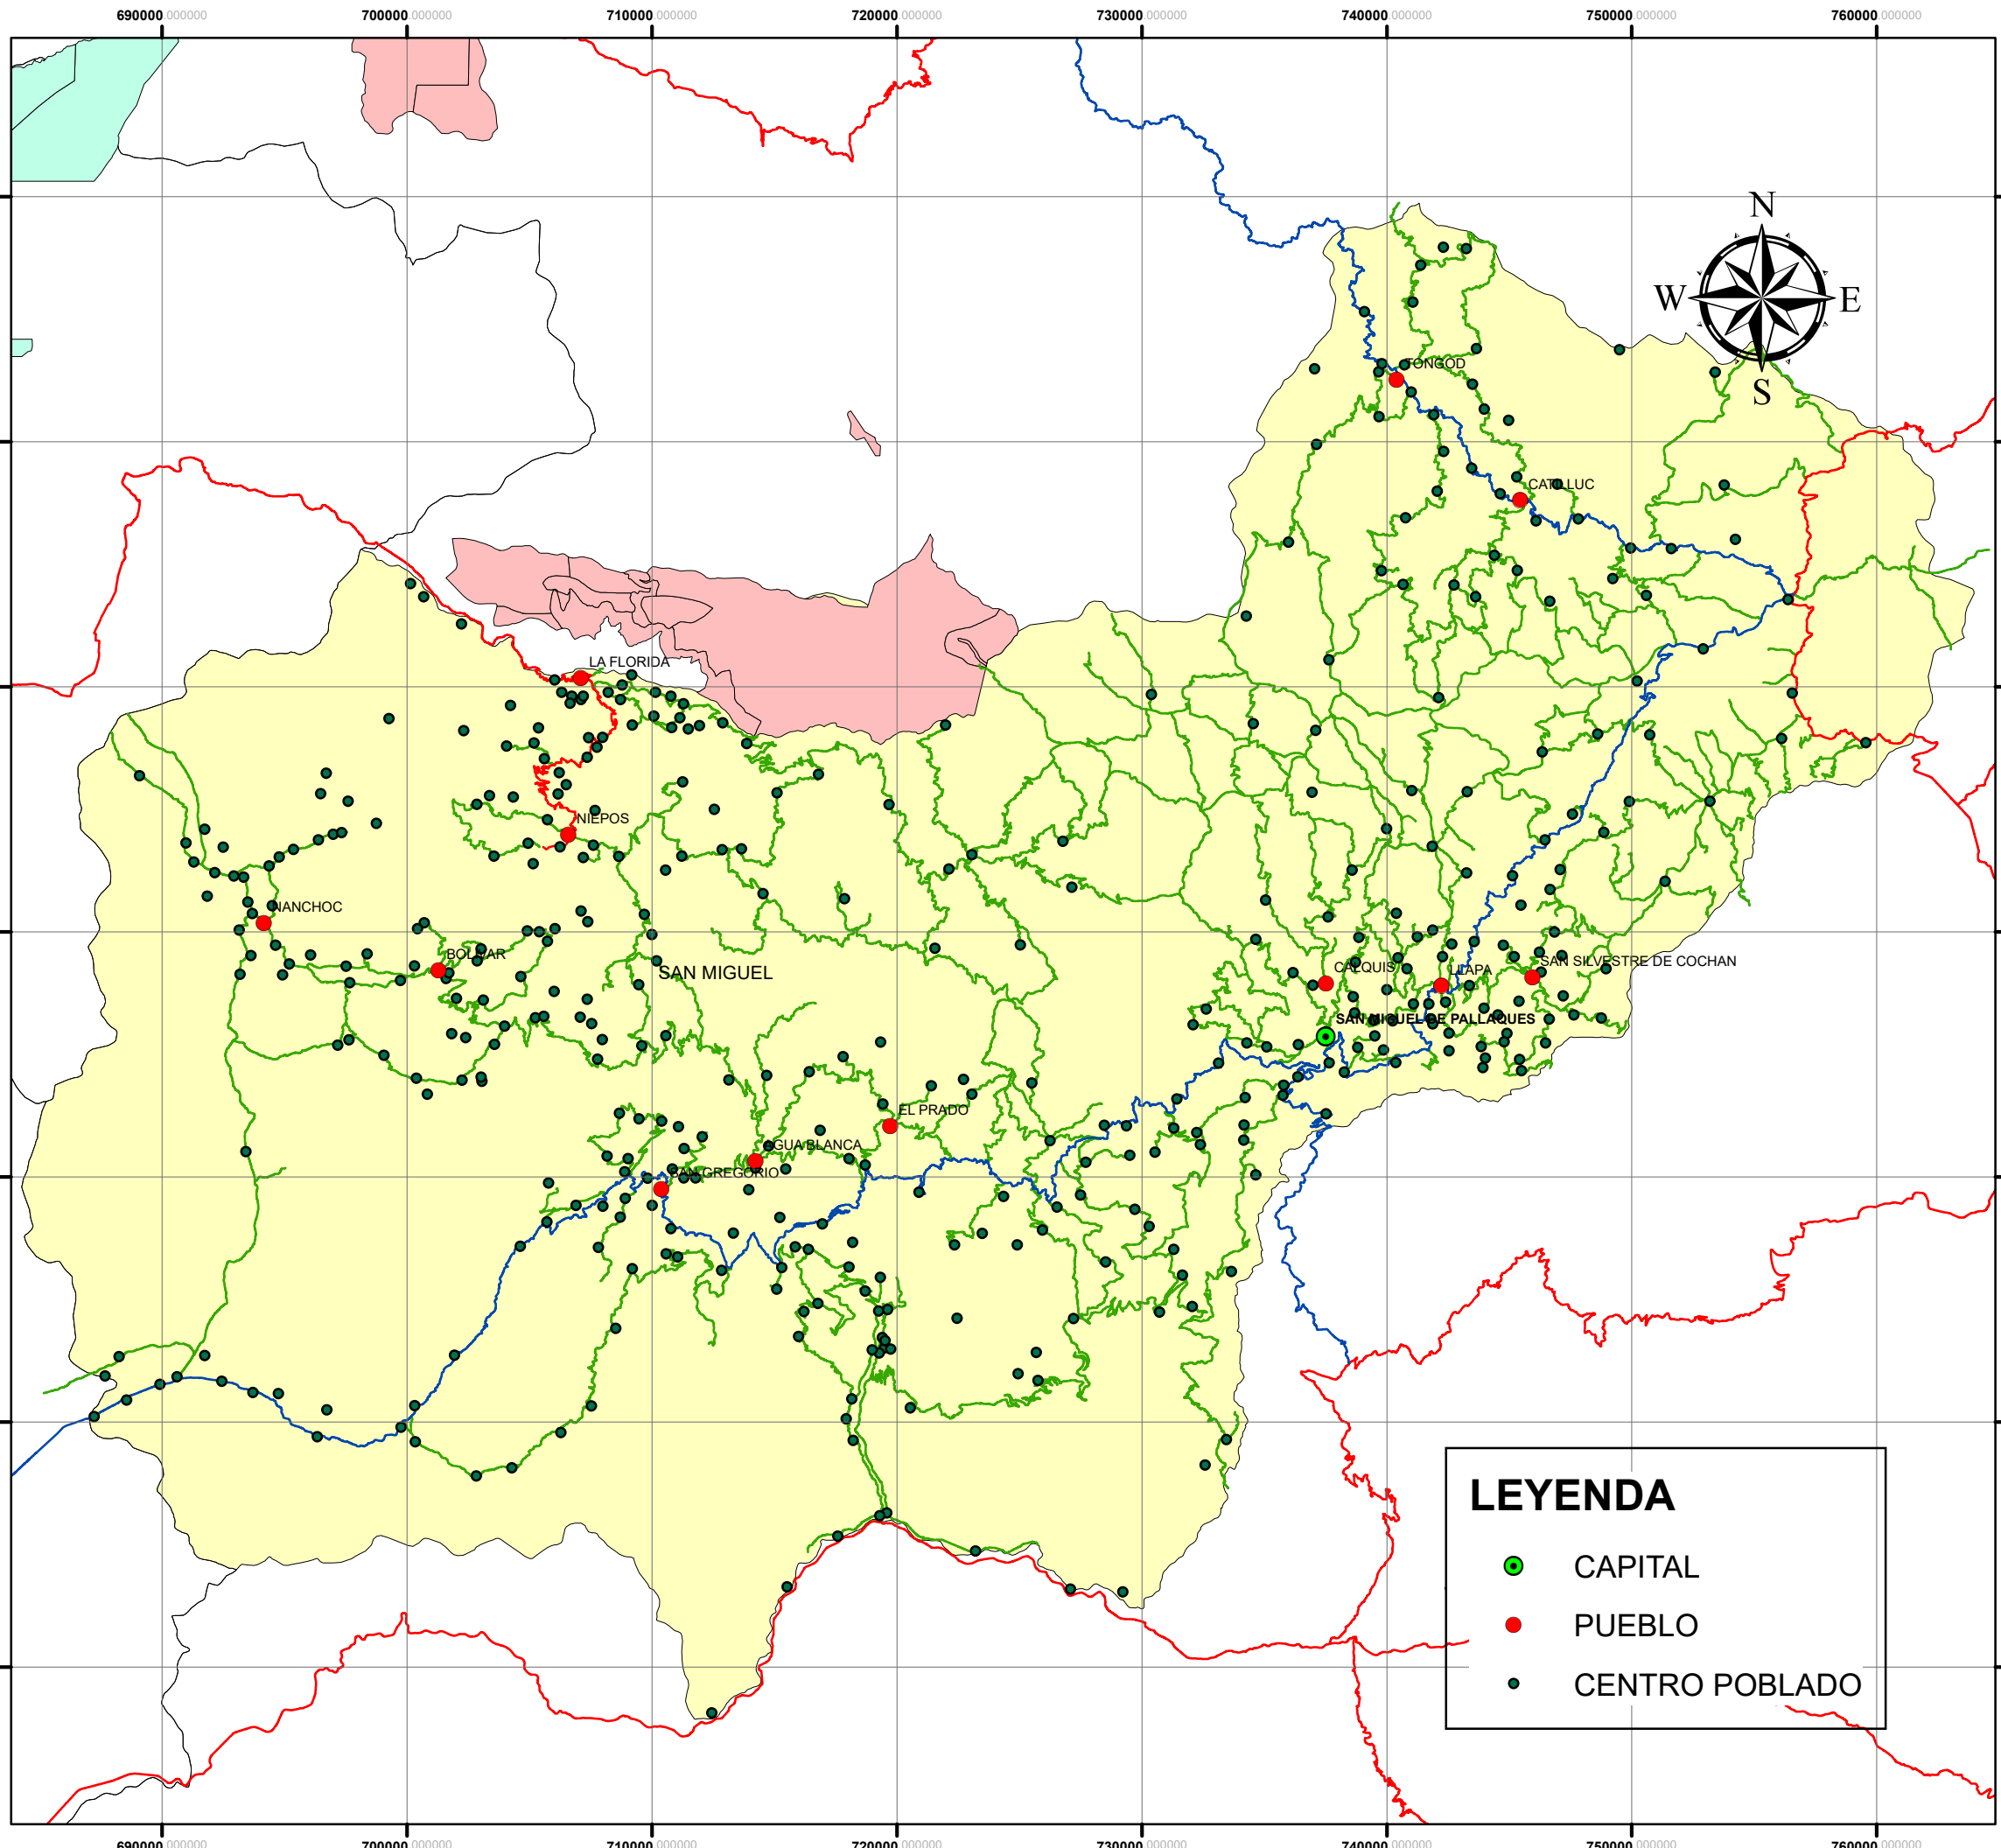 690000.000000 700000.000000 710000.000000 720000.000000 730000.000000 740000.000000 750000.000000 760000.000000
N
W E
S
TONGOD
CATILLUC
LA FLORIDA
NIEPOS
NANCHOC
BOLIVAR
SAN MIGUEL
CALQUIS
LLAPA
SAN SILVESTRE DE COCHAN
SAN MIGUEL DE PALLAQUES
EL PRADO
AGUA BLANCA
SAN GREGORIO
LEYENDA
CAPITAL
PUEBLO
CENTRO POBLADO
690000.000000 700000.000000 710000.000000 720000.000000 730000.000000 740000.000000 750000.000000 760000.000000